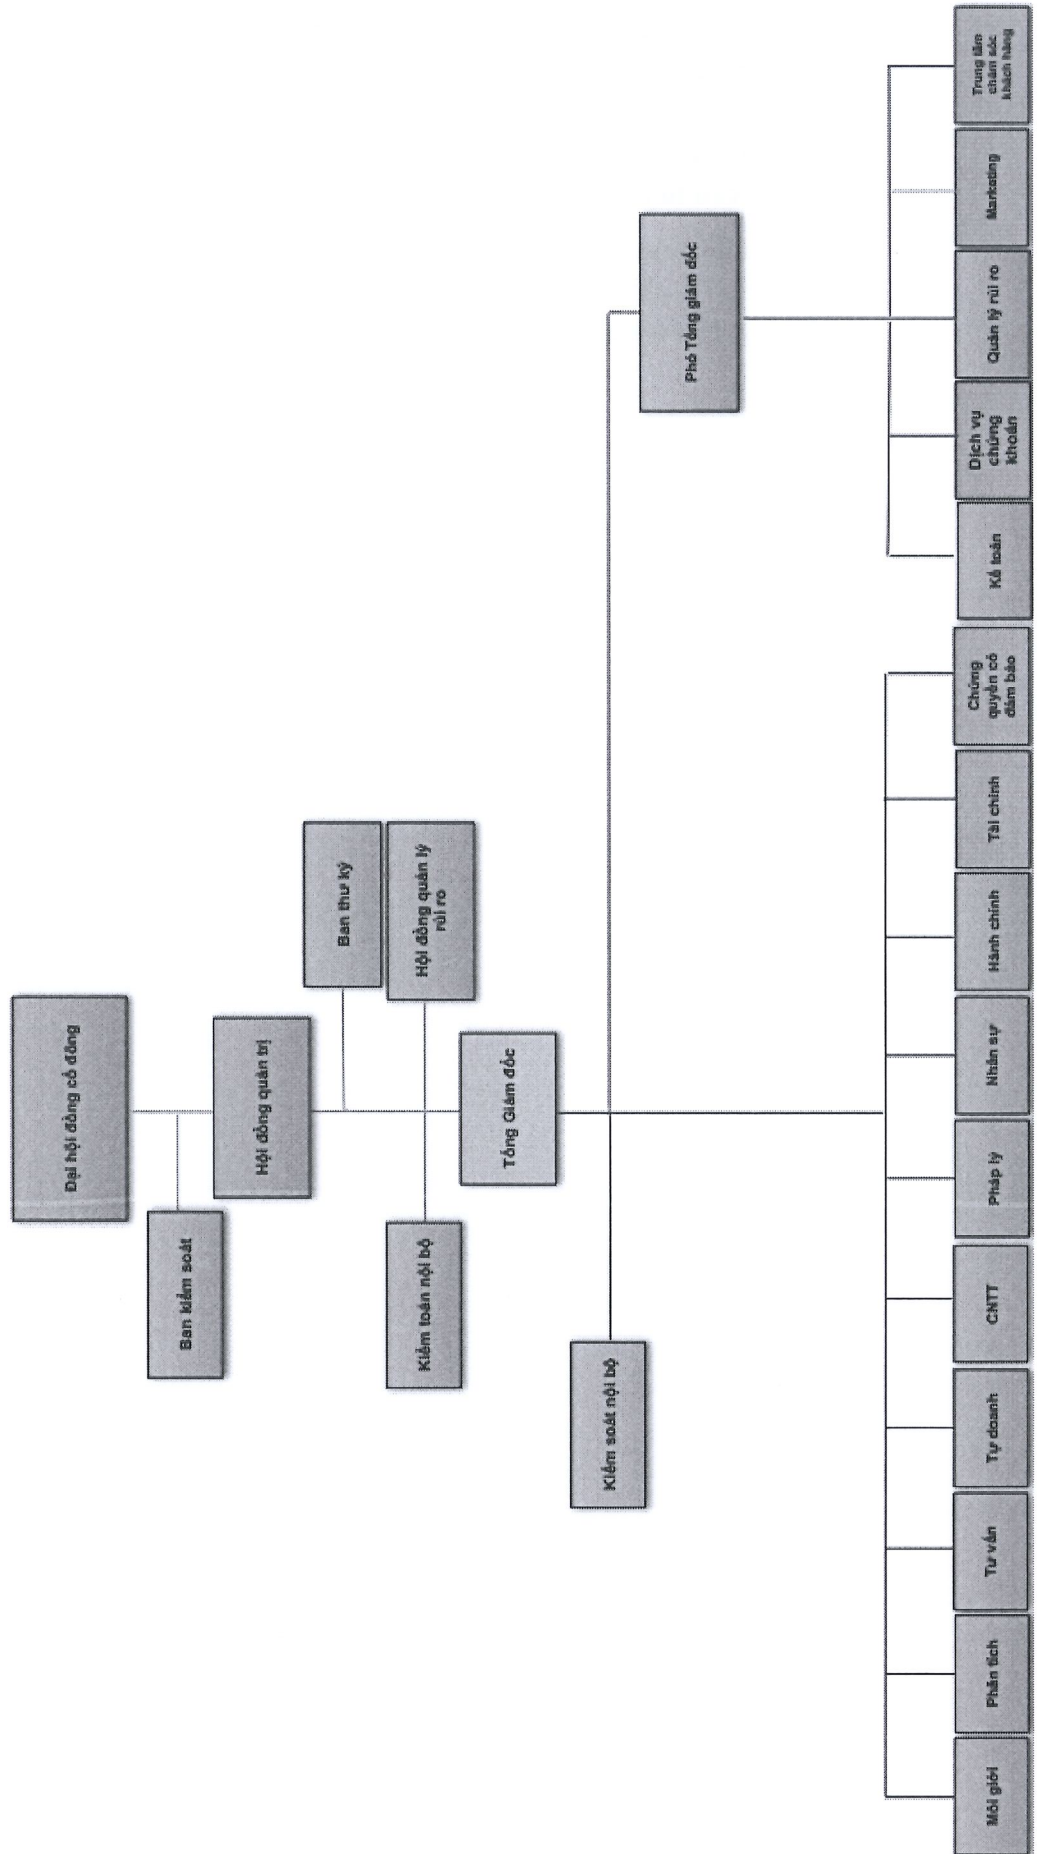 Đại hội đồng cổ đông
Ban kiểm soát
Hội đồng quản trị
Ban thư ký
Kiểm toán nội bộ
Hội đồng quản lý
rủi ro
Tổng Giám đốc
Kiểm soát nội bộ
Phó Tổng giám đốc
Môi giới
Phân tích
Tư vấn
Tự doanh
CNTT
Pháp lý
Nhân sự
Hành chính
Tài chính
Chứng
quyền có
đảm bảo
Kế toán
Dịch vụ
chứng
khoán
Quản lý rủi ro
Marketing
Trung tâm
chăm sóc
khách hàng